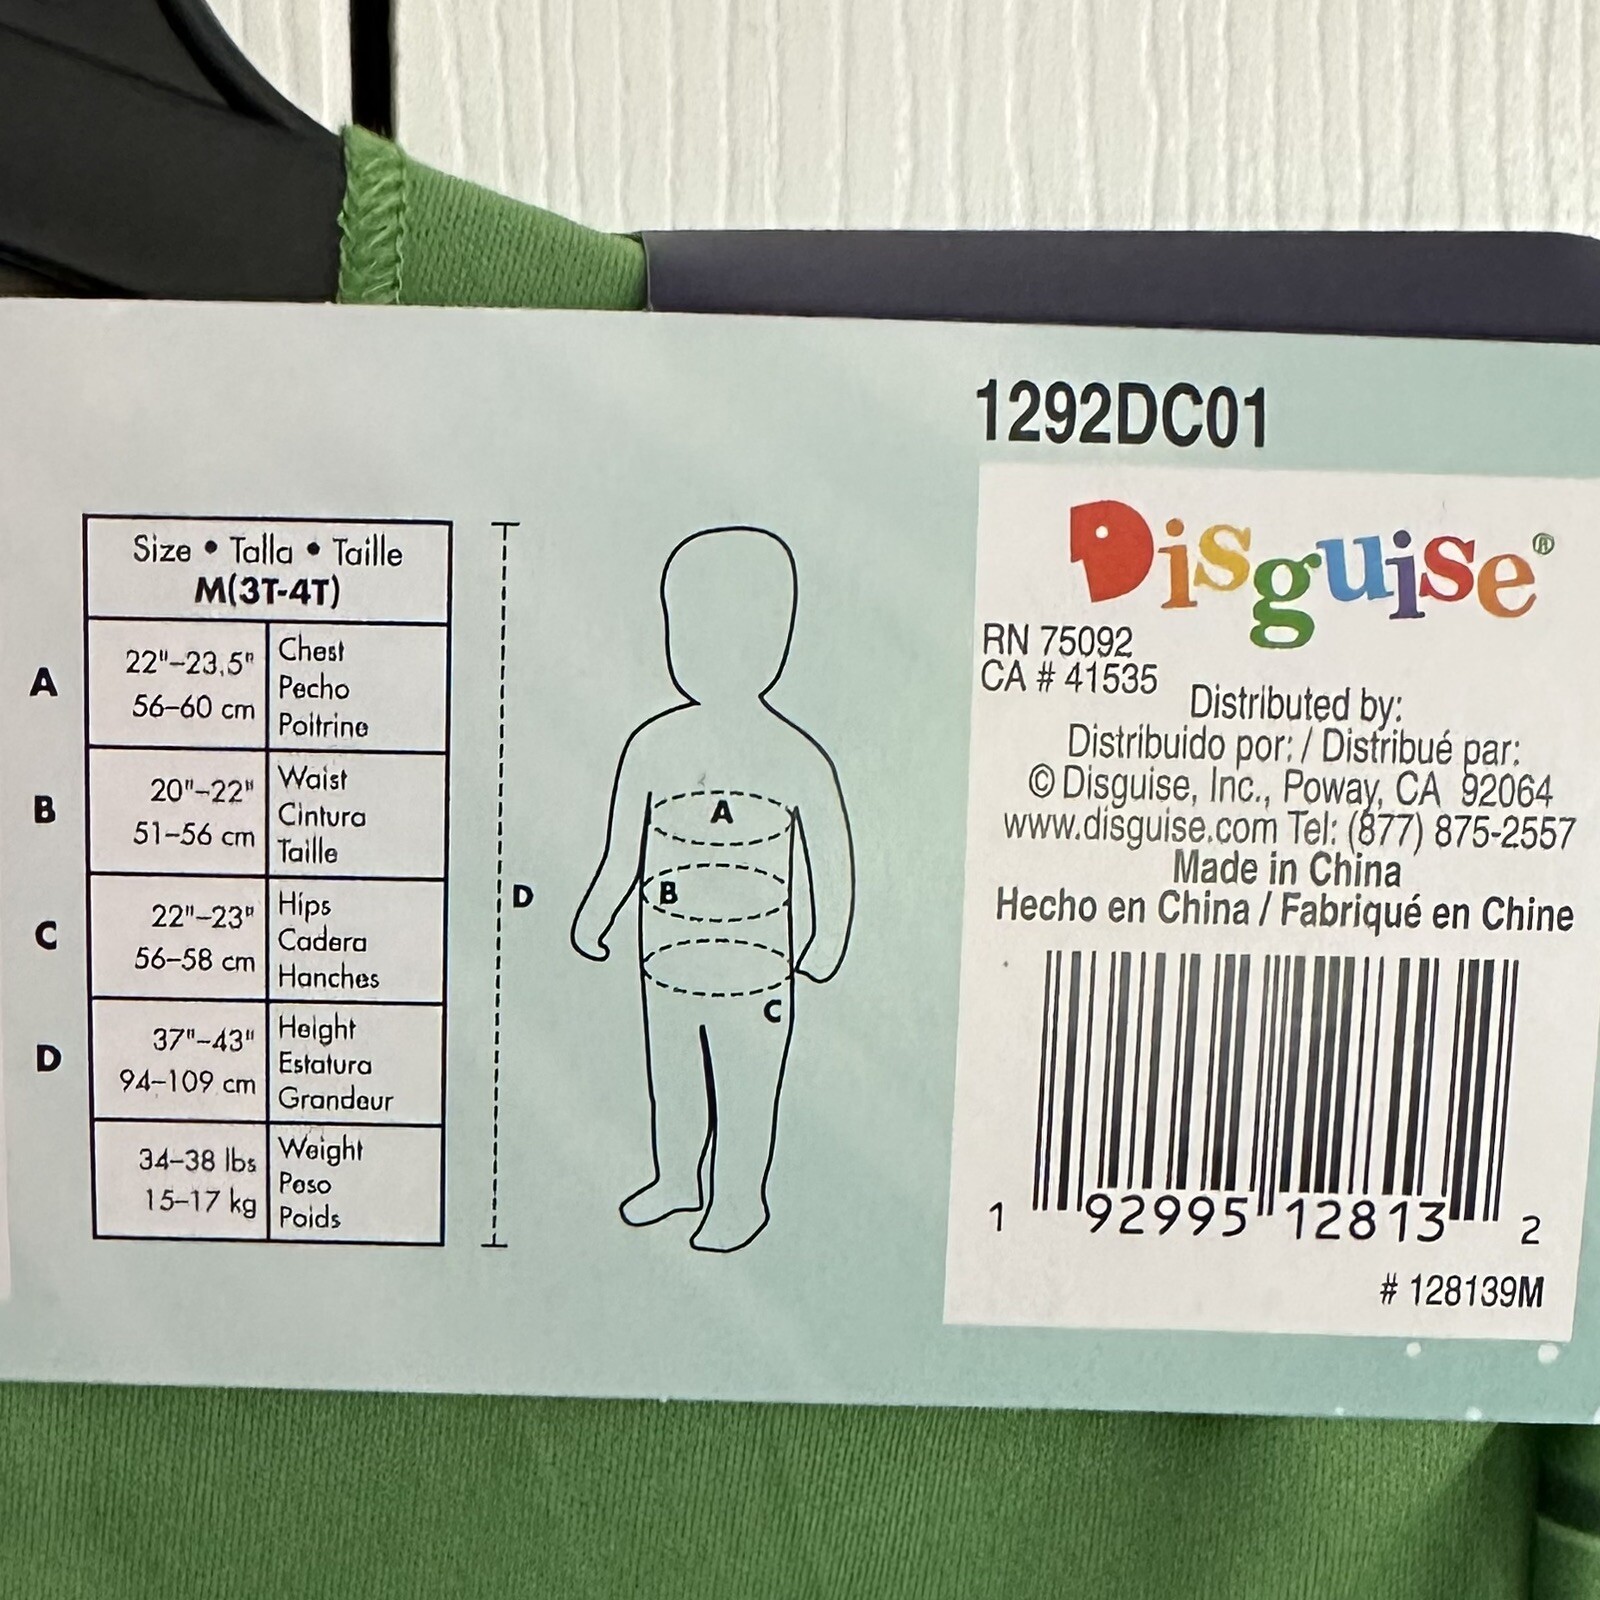 1292DC01
Size • Talla • Taille
M(3T-4T)
A
22"–23.5"
56–60 cm
Chest
Pecho
Poitrine
B
20"–22"
51–56 cm
Waist
Cintura
Taille
C
22"–23"
56–58 cm
Hips
Cadera
Hanches
D
37"–43"
94–109 cm
Height
Estatura
Grandeur
34–38 lbs
15–17 kg
Weight
Peso
Poids
D
A
B
C
Disguise®
RN 75092
CA # 41535
Distributed by:
Distribuido por: / Distribué par:
© Disguise, Inc., Poway, CA 92064
www.disguise.com Tel: (877) 875-2557
Made in China
Hecho en China / Fabriqué en Chine
1 92995 12813 2
# 128139M